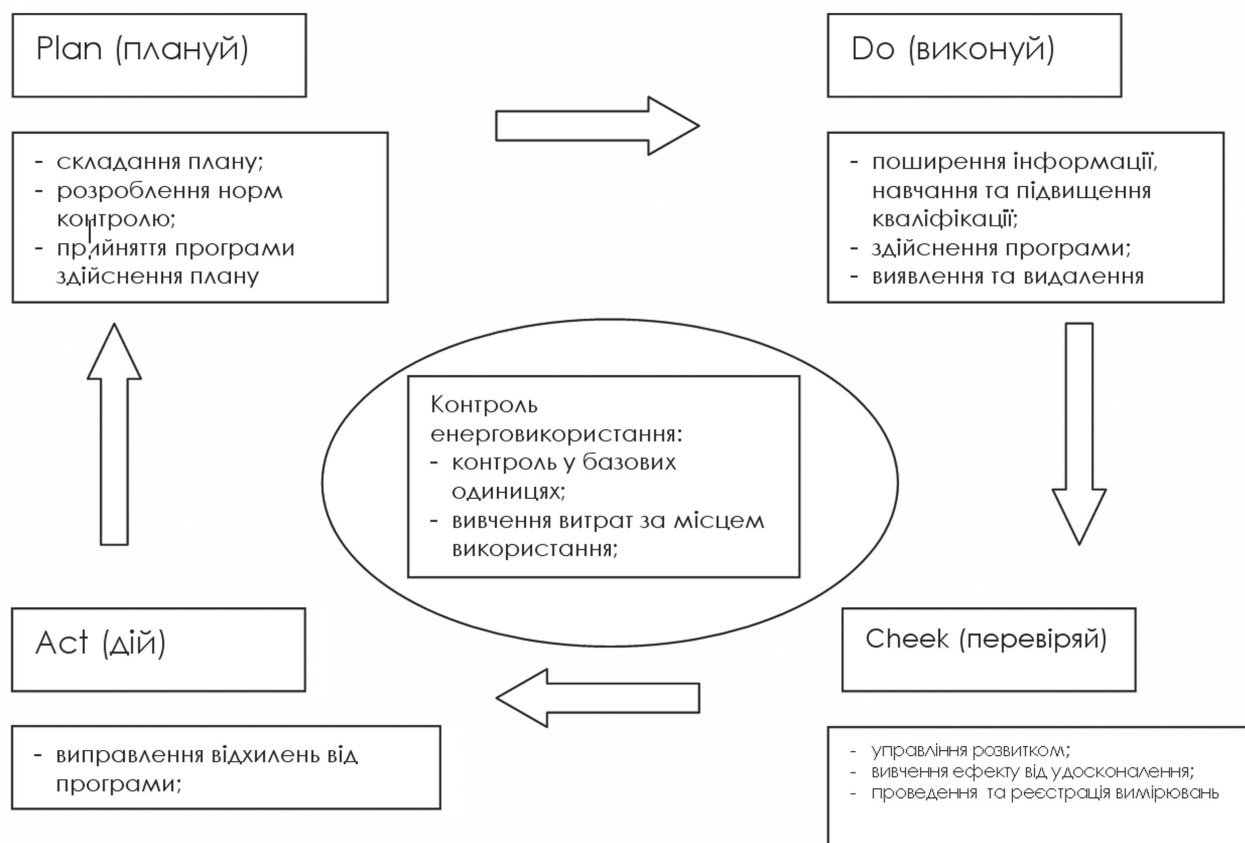 Plan (плануй)
- складання плану;
- розроблення норм
контролю;
- прийняття програми
здійснення плану
Do (виконуй)
- поширення інформації,
навчання та підвищення
кваліфікації;
- здійснення програми;
- виявлення та видалення
Контроль
енерговикористання:
- контроль у базових
одиницях;
- вивчення витрат за місцем
використання;
Act (дій)
- виправлення відхилень від
програми;
Cheek (перевіряй)
- управління розвитком;
- вивчення ефекту від удосконалення;
- проведення та реєстрація вимірювань